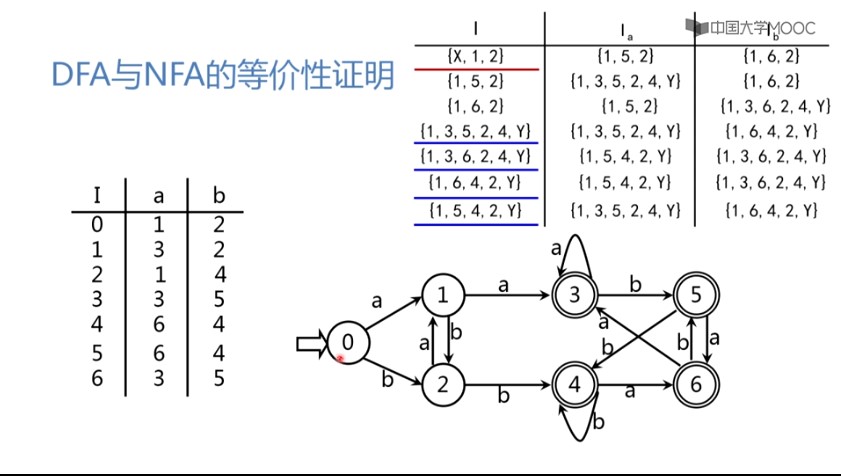 中国大学MOOC
DFA与NFA的等价性证明
I Ia Ib
{X, 1, 2} {1, 5, 2} {1, 6, 2}
{1, 5, 2} {1, 3, 5, 2, 4, Y} {1, 6, 2}
{1, 6, 2} {1, 5, 2} {1, 3, 6, 2, 4, Y}
{1, 3, 5, 2, 4, Y} {1, 3, 5, 2, 4, Y} {1, 6, 4, 2, Y}
{1, 3, 6, 2, 4, Y} {1, 5, 4, 2, Y} {1, 3, 6, 2, 4, Y}
{1, 6, 4, 2, Y} {1, 5, 4, 2, Y} {1, 3, 6, 2, 4, Y}
{1, 5, 4, 2, Y} {1, 3, 5, 2, 4, Y} {1, 6, 4, 2, Y}
I a b
0 1 2
1 3 2
2 1 4
3 3 5
4 6 4
5 6 4
6 3 5
a
a 1 a 3 b 5
0 a b a b b a
b 2 b 4 a 6
b